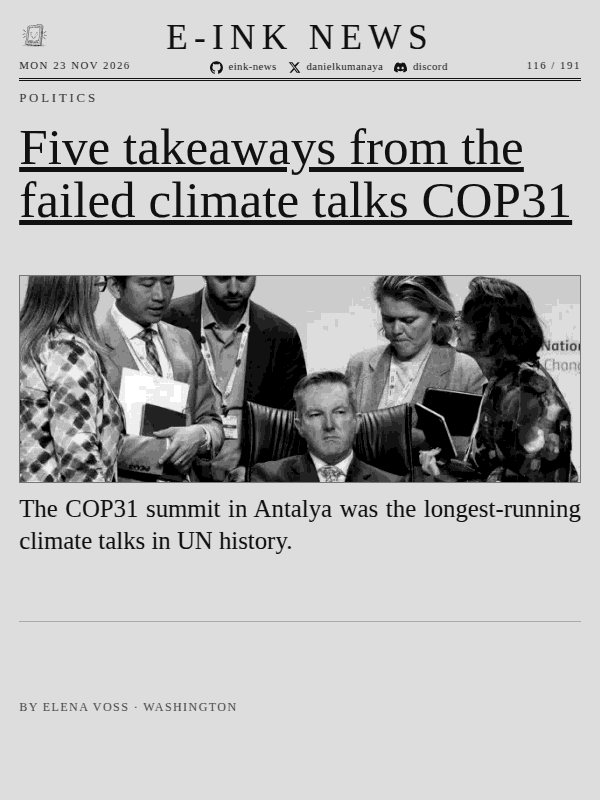 E-INK NEWS
MON 23 NOV 2026
eink-news danielkumanaya discord
116 / 191
POLITICS
Five takeaways from the
failed climate talks COP31
Nation
Chang
The COP31 summit in Antalya was the longest-running
climate talks in UN history.
BY ELENA VOSS · WASHINGTON